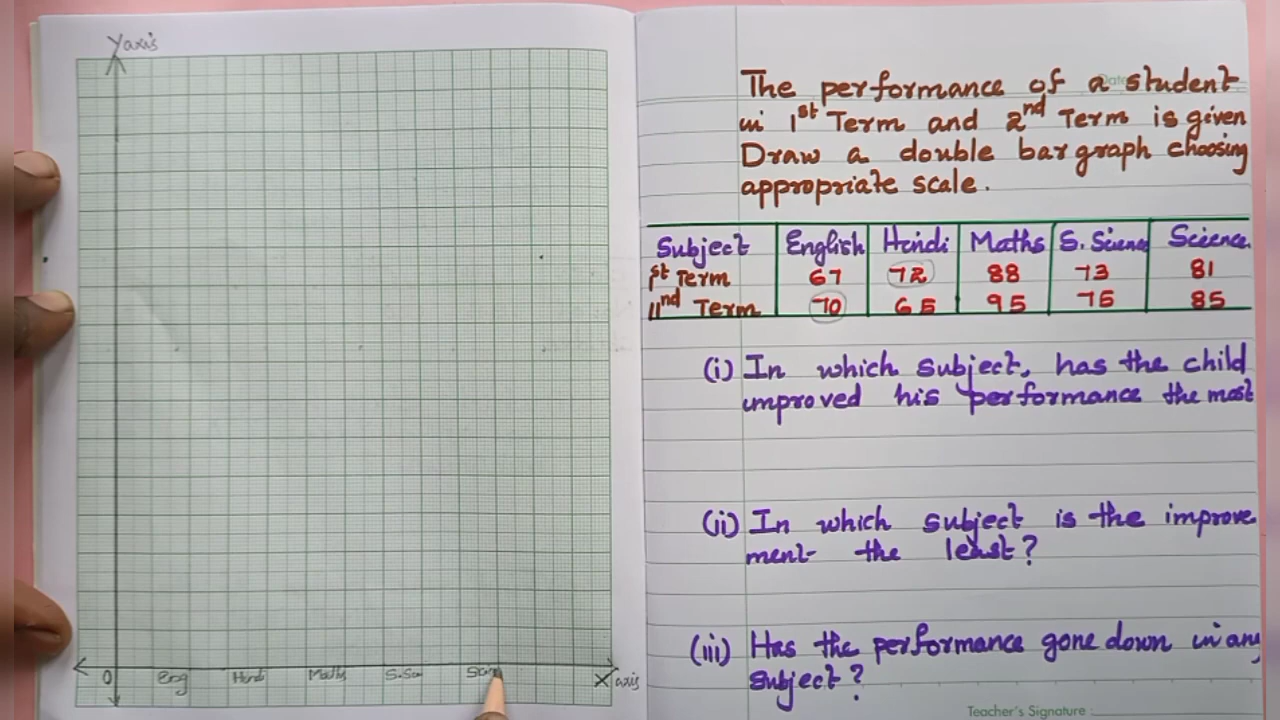 Y axis
0 Eng Hindi Maths S.Sci X axis
The performance of a student
in 1st Term and 2nd Term is given
Draw a double bar graph choosing
appropriate scale.
Subject English Hindi Maths S. Science Science
Ist Term 67 72 88 73 81
IInd Term 70 65 95 75 85
(i) In which subject, has the child
improved his performance the most
(ii) In which subject is the improve
ment the least?
(iii) Has the performance gone down in any
subject?
Teacher's Signature :